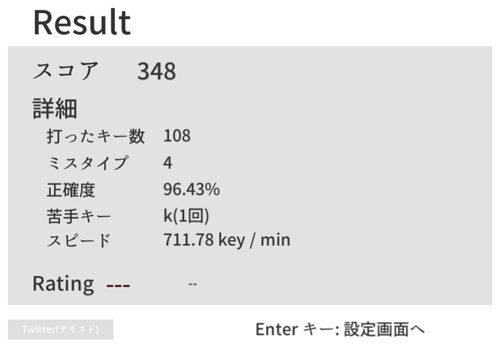 Result
スコア 348
詳細
打ったキー数 108
ミスタイプ 4
正確度 96.43%
苦手キー k(1回)
スピード 711.78 key / min
Rating --- --
Twitter(テキスト) Enter キー: 設定画面へ